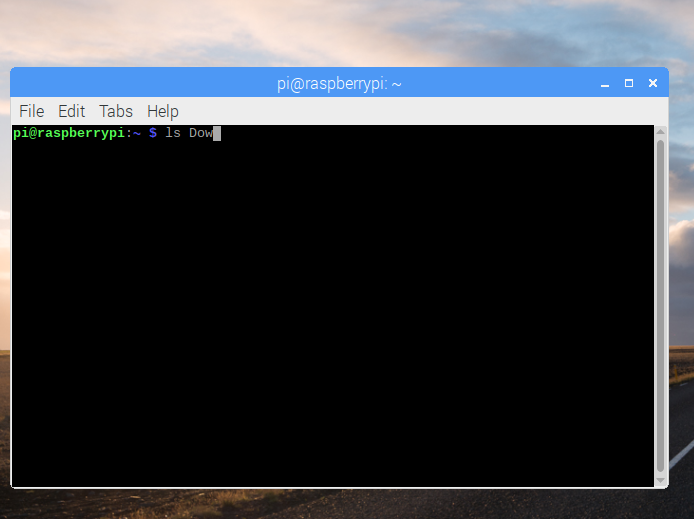 pi@raspberrypi: ~
File Edit Tabs Help
pi@raspberrypi:~ $ ls Dow